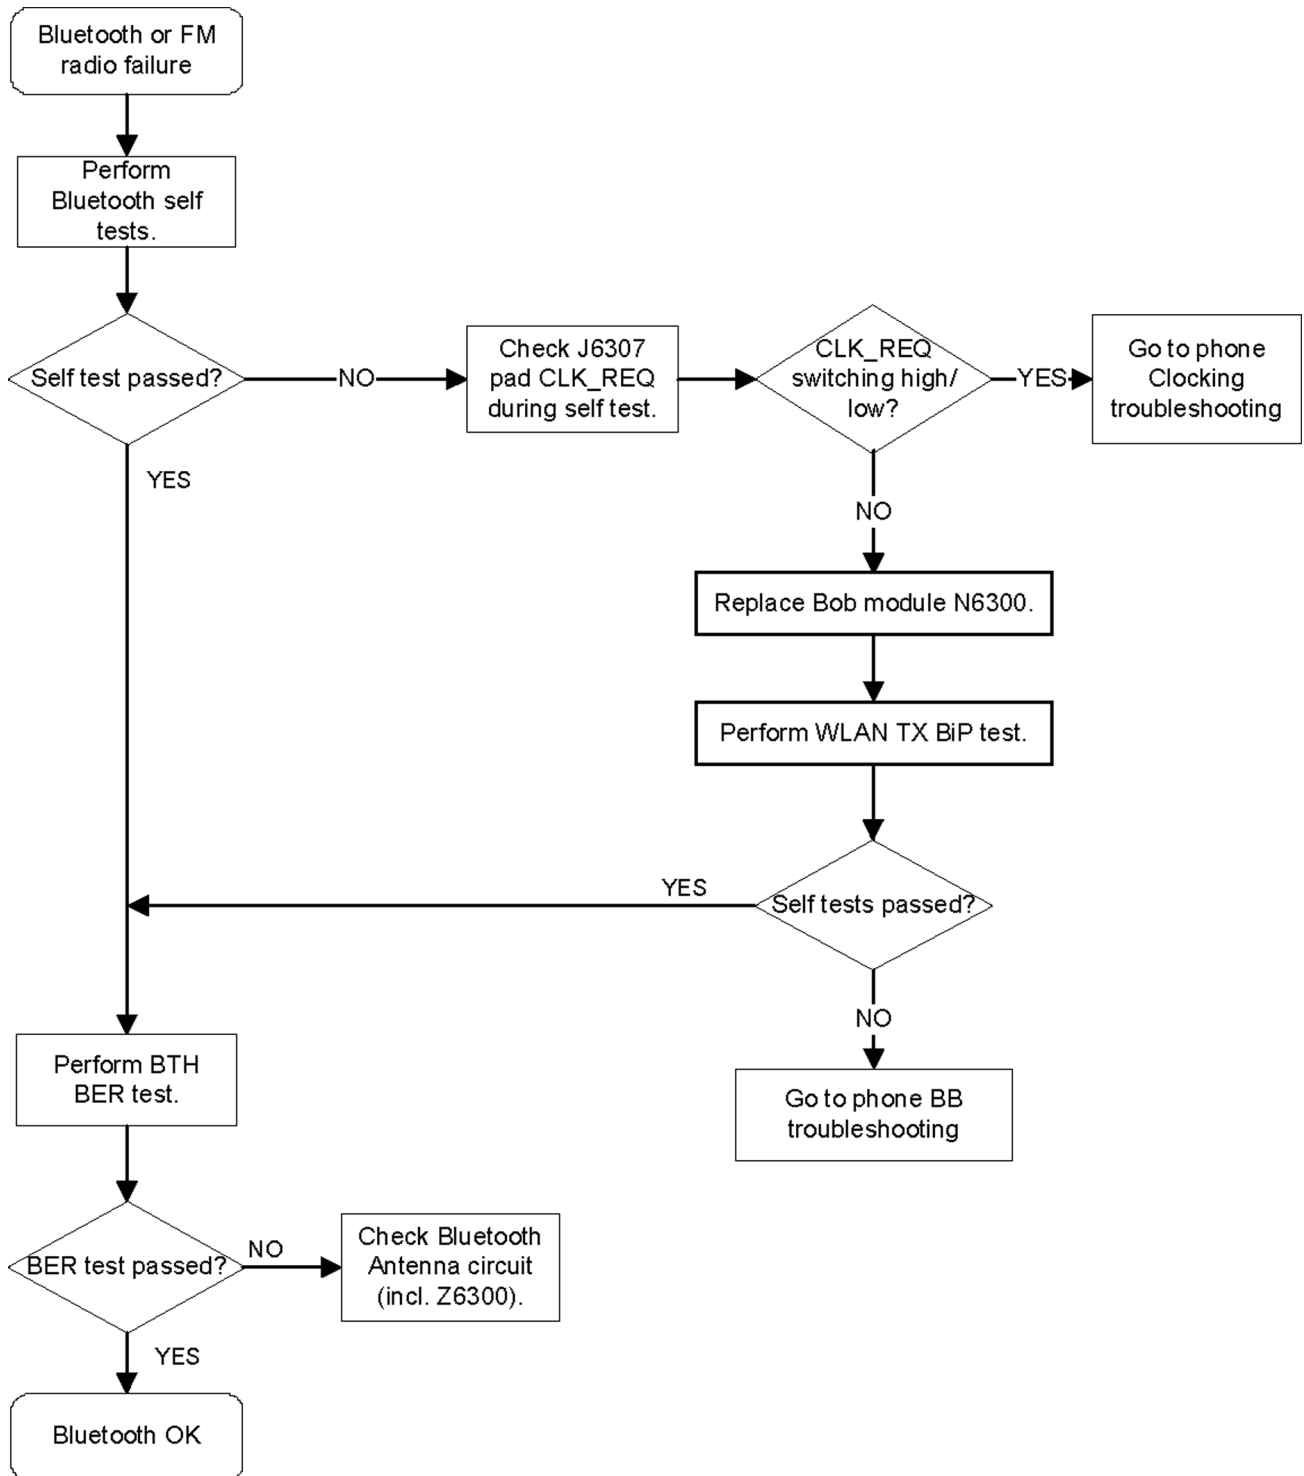 Bluetooth or FM
radio failure
Perform
Bluetooth self
tests.
Self test passed?
NO
Check J6307
pad CLK_REQ
during self test.
CLK_REQ
switching high/
low?
YES
Go to phone
Clocking
troubleshooting
YES
NO
Replace Bob module N6300.
Perform WLAN TX BiP test.
YES
Self tests passed?
NO
Go to phone BB
troubleshooting
Perform BTH
BER test.
BER test passed?
NO
Check Bluetooth
Antenna circuit
(incl. Z6300).
YES
Bluetooth OK